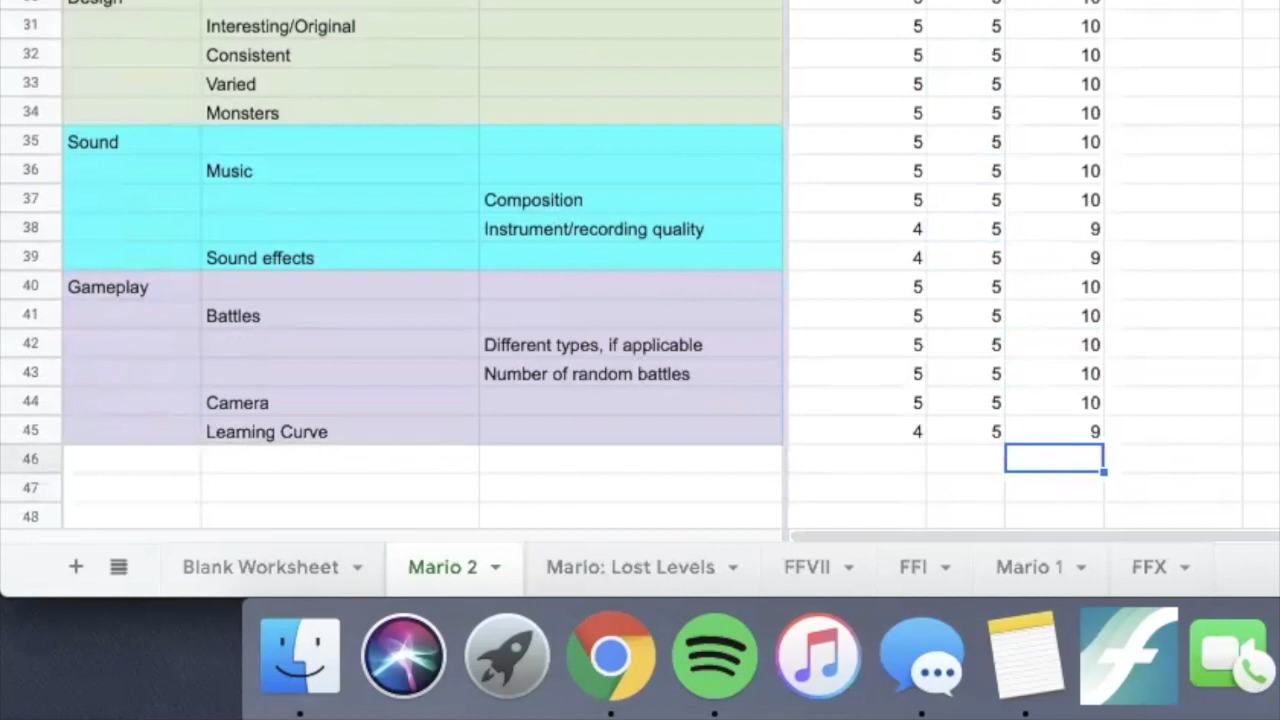 Design 5 5 10
31 Interesting/Original 5 5 10
32 Consistent 5 5 10
33 Varied 5 5 10
34 Monsters 5 5 10
35 Sound 5 5 10
36 Music 5 5 10
37 Composition 5 5 10
38 Instrument/recording quality 4 5 9
39 Sound effects 4 5 9
40 Gameplay 5 5 10
41 Battles 5 5 10
42 Different types, if applicable 5 5 10
43 Number of random battles 5 5 10
44 Camera 5 5 10
45 Learning Curve 4 5 9
46
47
48
+ Blank Worksheet Mario 2 Mario: Lost Levels FFVII FFI Mario 1 FFX